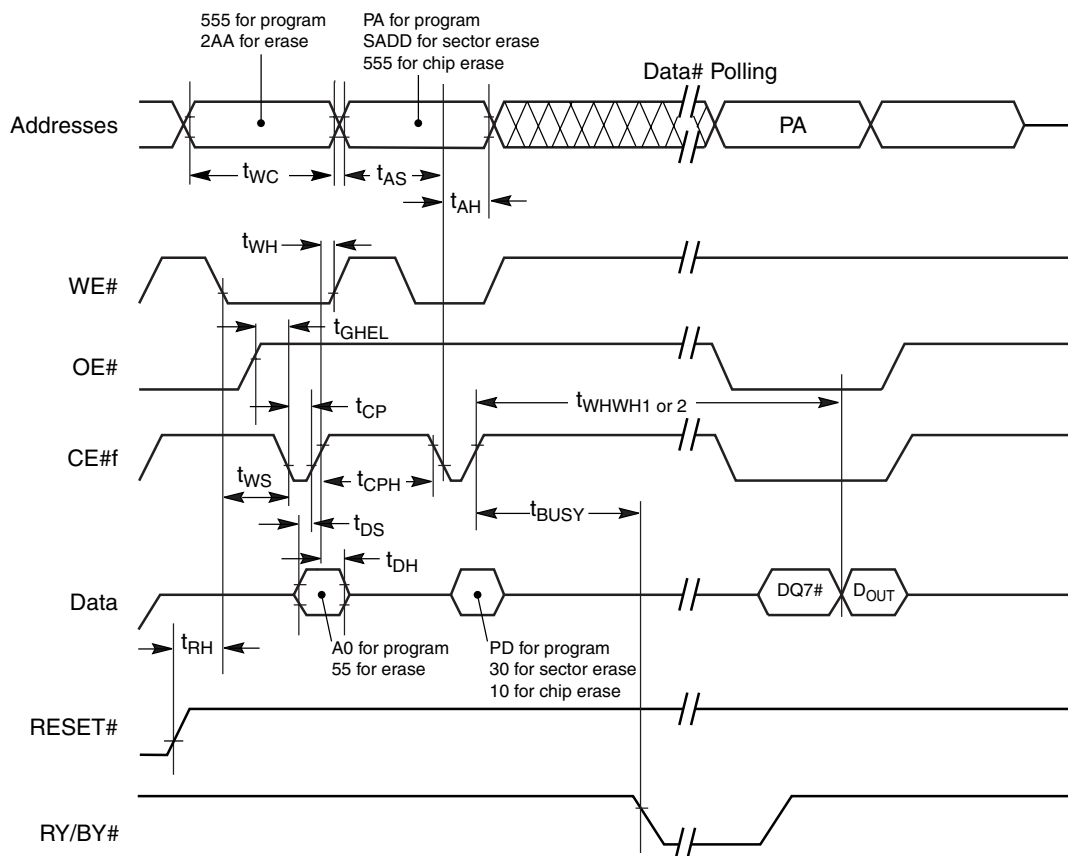 555 for program
2AA for erase
PA for program
SADD for sector erase
555 for chip erase
Data# Polling
Addresses
PA
tWC
tAS
tAH
tWH
WE#
tGHEL
OE#
tWHWH1 or 2
tCP
CE#f
tWS
tCPH
tBUSY
tDS
tDH
Data
DQ7#
DOUT
tRH
A0 for program
55 for erase
PD for program
30 for sector erase
10 for chip erase
RESET#
RY/BY#